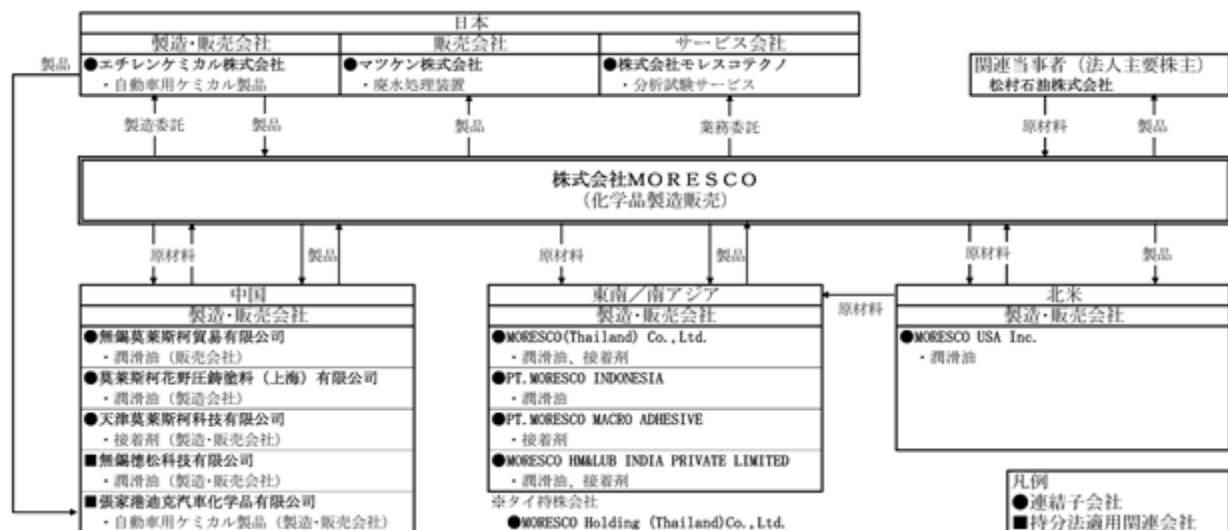 日本
製造・販売会社
販売会社
サービス会社
●エチレンケミカル株式会社
・自動車用ケミカル製品
●マツケン株式会社
・廃水処理装置
●株式会社モレスコテクノ
・分析試験サービス
関連当事者（法人主要株主）
松村石油株式会社
製品
製造委託
製品
製品
業務委託
原材料
製品
株式会社MORESCO
（化学品製造販売）
原材料
製品
原材料
製品
原材料
製品
中国
製造・販売会社
●無錫莫莱斯柯貿易有限公司
・潤滑油（販売会社）
●莫莱斯柯花野圧鋳塗料（上海）有限公司
・潤滑油（製造会社）
●天津莫莱斯柯科技有限公司
・接着剤（製造・販売会社）
■無錫徳松科技有限公司
・潤滑油（製造・販売会社）
■張家港迪克汽車化学品有限公司
・自動車用ケミカル製品（製造・販売会社）
東南／南アジア
製造・販売会社
●MORESCO(Thailand) Co.,Ltd.
・潤滑油、接着剤
●PT.MORESCO INDONESIA
・潤滑油
●PT.MORESCO MACRO ADHESIVE
・接着剤
●MORESCO HM&LUB INDIA PRIVATE LIMITED
・潤滑油、接着剤
※タイ持株会社
●MORESCO Holding (Thailand)Co.,Ltd.
原材料
北米
製造・販売会社
●MORESCO USA Inc.
・潤滑油
凡例
●連結子会社
■持分法適用関連会社